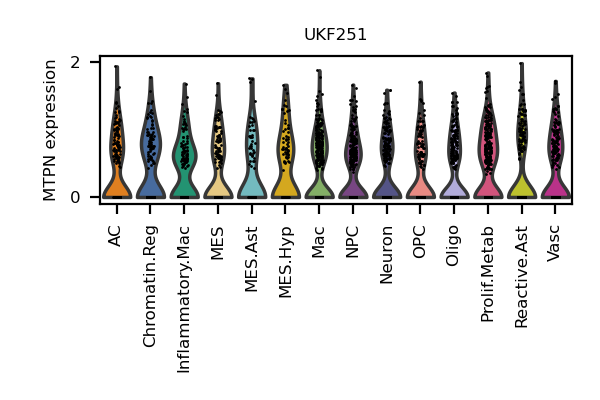 UKF251
MTPN expression
2
0
AC
Chromatin.Reg
Inflammatory.Mac
MES
MES.Ast
MES.Hyp
Mac
NPC
Neuron
OPC
Oligo
Prolif.Metab
Reactive.Ast
Vasc